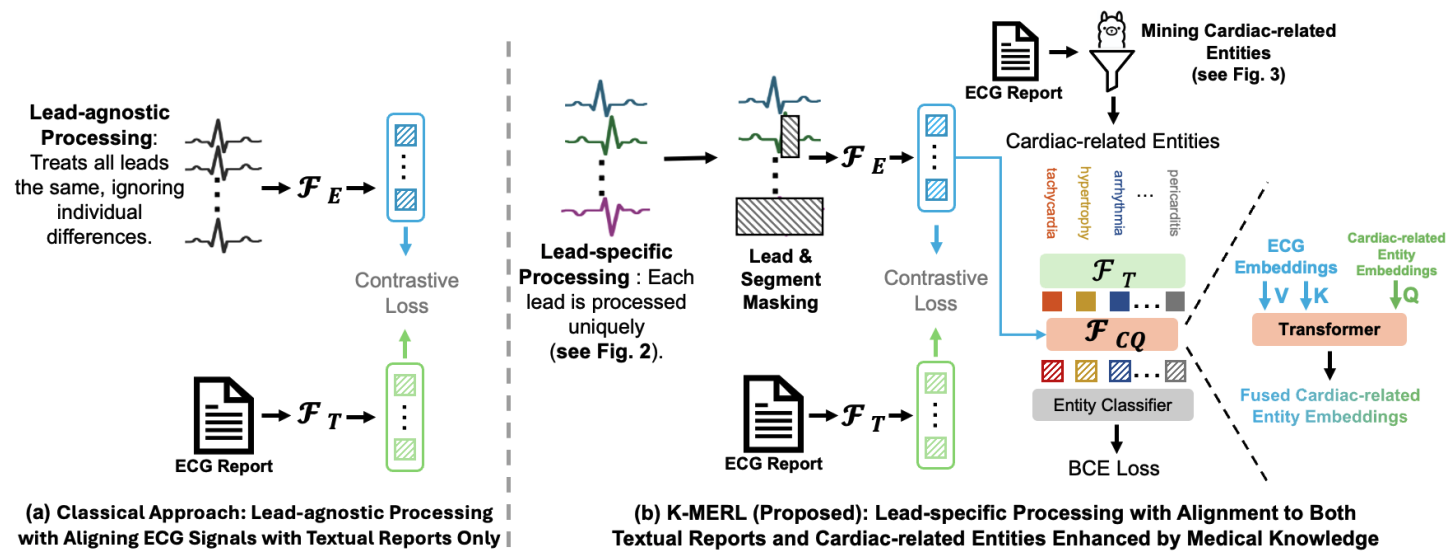 Lead-agnostic
Processing:
Treats all leads
the same, ignoring
individual
differences.
ℱ E
Contrastive
Loss
ECG Report
ℱ T
(a) Classical Approach: Lead-agnostic Processing
with Aligning ECG Signals with Textual Reports Only
Lead-specific
Processing : Each
lead is processed
uniquely
(see Fig. 2).
Lead &
Segment
Masking
ℱ E
Contrastive
Loss
ECG Report
ℱ T
ECG Report
Mining Cardiac-related
Entities
(see Fig. 3)
Cardiac-related Entities
tachycardia
hypertrophy
arrhythmia
...
pericarditis
ℱ T
ℱ CQ
Entity Classifier
BCE Loss
ECG
Embeddings
Cardiac-related
Entity
Embeddings
V
K
Q
Transformer
Fused Cardiac-related
Entity Embeddings
(b) K-MERL (Proposed): Lead-specific Processing with Alignment to Both
Textual Reports and Cardiac-related Entities Enhanced by Medical Knowledge